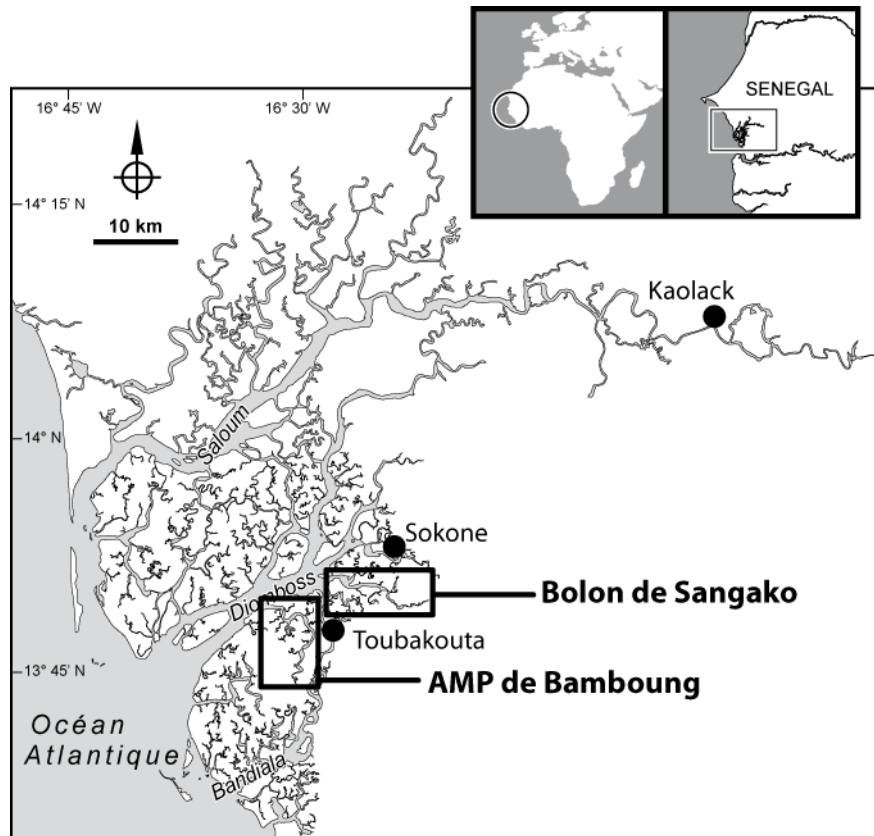 SENEGAL
16° 45' W
16° 30' W
14° 15' N
10 km
Kaolack
Saloum
14° N
Sokone
Diomboss
Bolon de Sangako
Toubakouta
13° 45' N
AMP de Bamboung
Océan
Atlantique
Bandiala